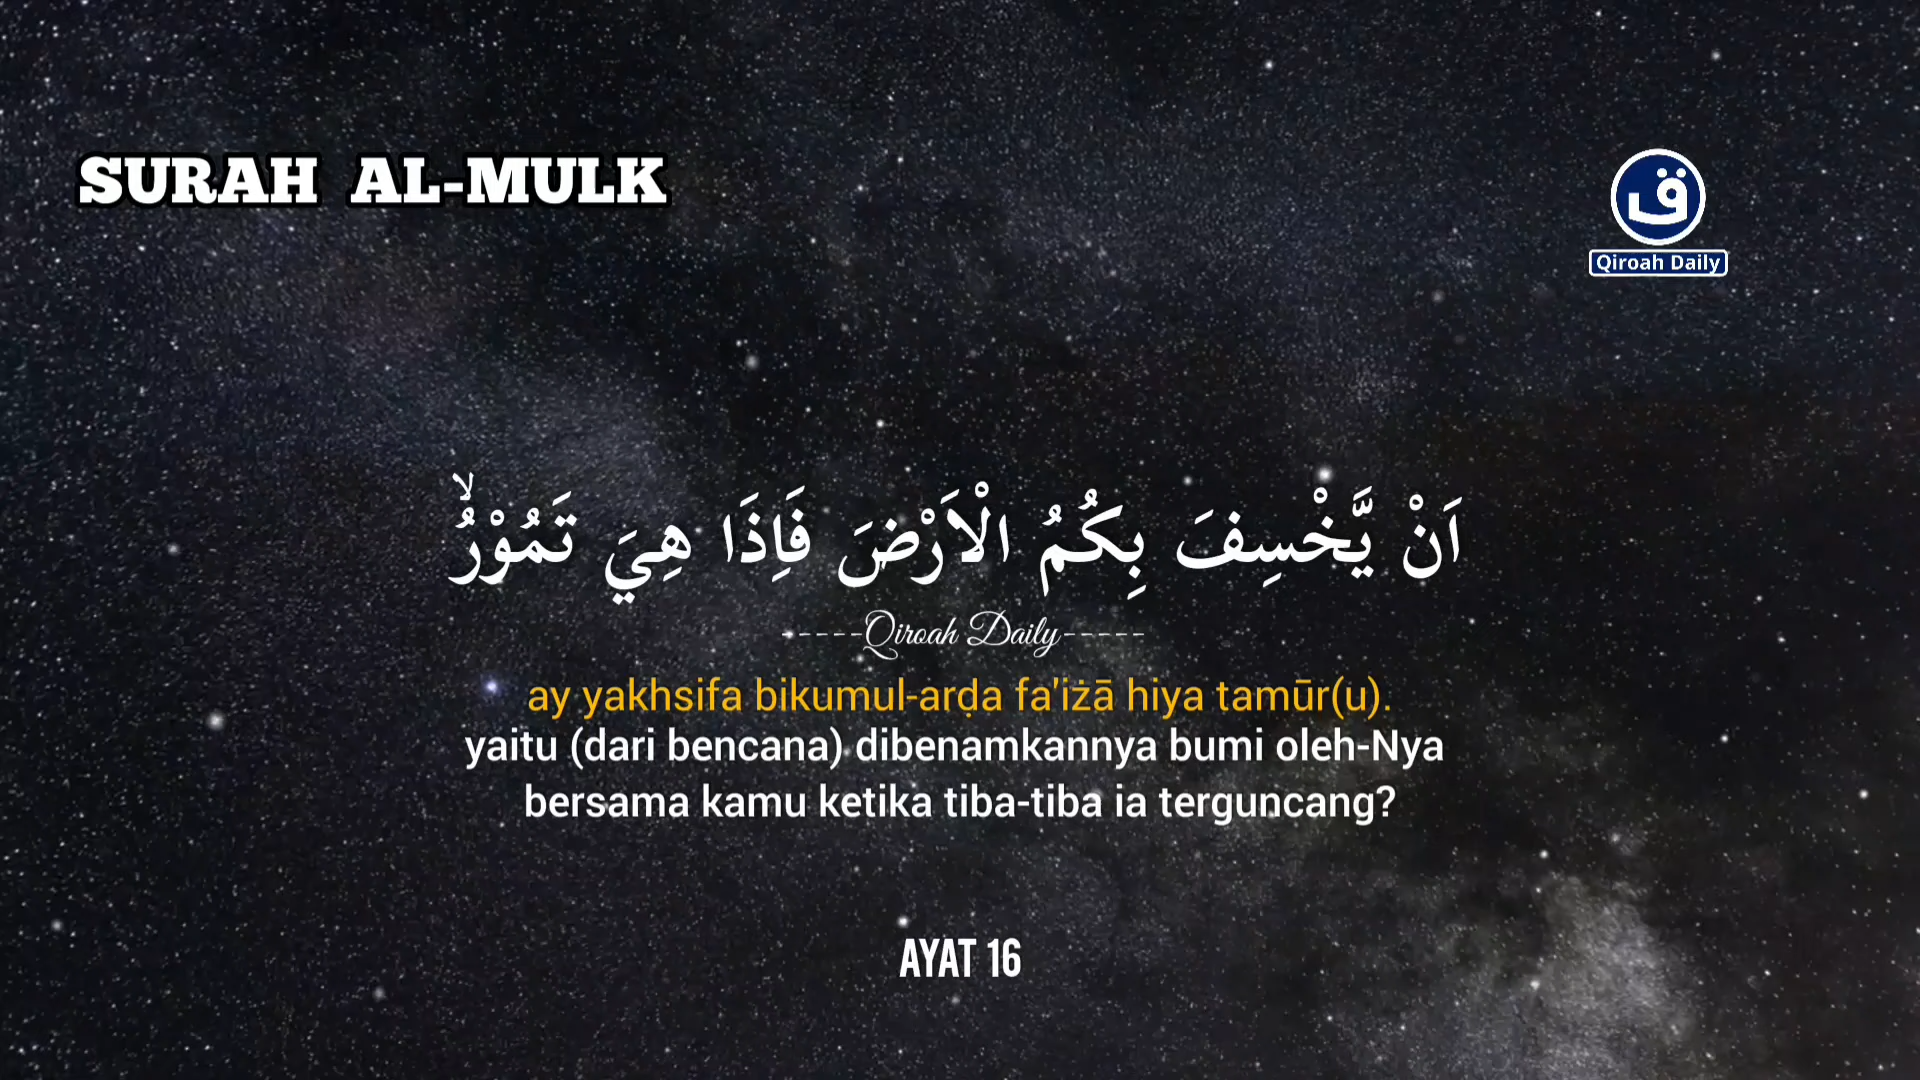 SURAH AL-MULK
ق
Qiroah Daily
اَنْ يَّخْسِفَ بِكُمُ الْاَرْضَ فَاِذَا هِيَ تَمُوْرُۙ
-----Qiroah Daily-----
ay yakhsifa bikumul-arḍa fa'iżā hiya tamūr(u).
yaitu (dari bencana) dibenamkannya bumi oleh-Nya
bersama kamu ketika tiba-tiba ia terguncang?
AYAT 16